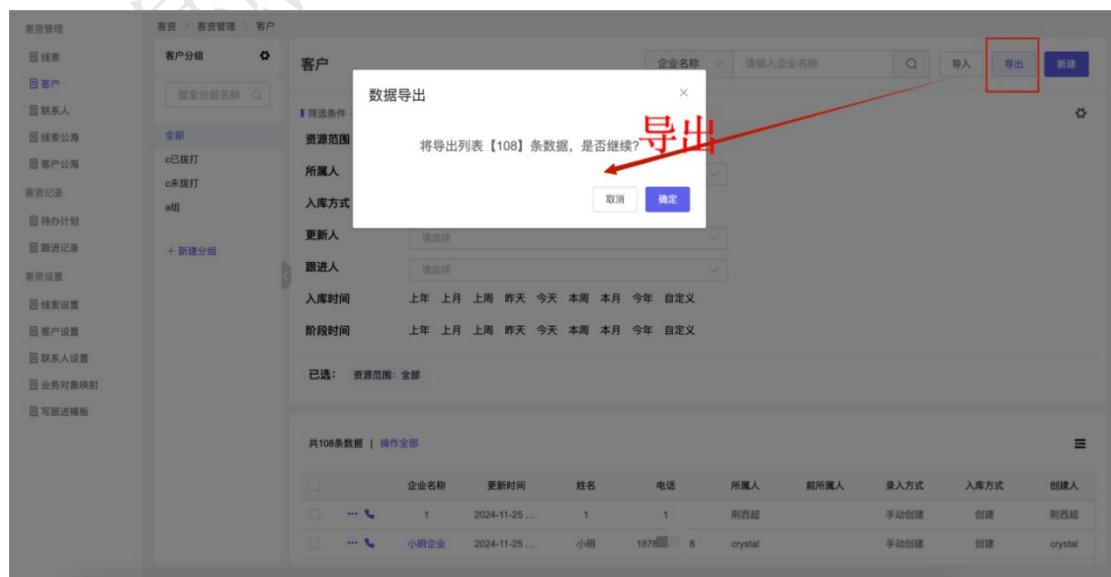 客资管理
客资 > 客资管理 > 客户
线索
客户
联系人
线索公海
客户公海
客资记录
待办计划
跟进记录
客资设置
线索设置
客户设置
联系人设置
业务对象映射
写跟进模板
客户分组
搜索分组名称
全部
c已拨打
c未拨打
a组
+ 新建分组
客户
企业名称 请输入企业名称 导入 导出 新建
数据导出
将导出列表【108】条数据，是否继续?
取消 确定
导出
筛选条件
资源范围
所属人
入库方式
更新人 请选择
跟进人 请选择
入库时间 上年 上月 上周 昨天 今天 本周 本月 今年 自定义
阶段时间 上年 上月 上周 昨天 今天 本周 本月 今年 自定义
已选： 资源范围：全部
共108条数据 | 操作全部
企业名称 更新时间 姓名 电话 所属人 前所属人 录入方式 入库方式 创建人
1 2024-11-25 ... 1 1 荆西超 手动创建 创建 荆西超
小明企业 2024-11-25 ... 小明 1878 8 crystal 手动创建 创建 crystal